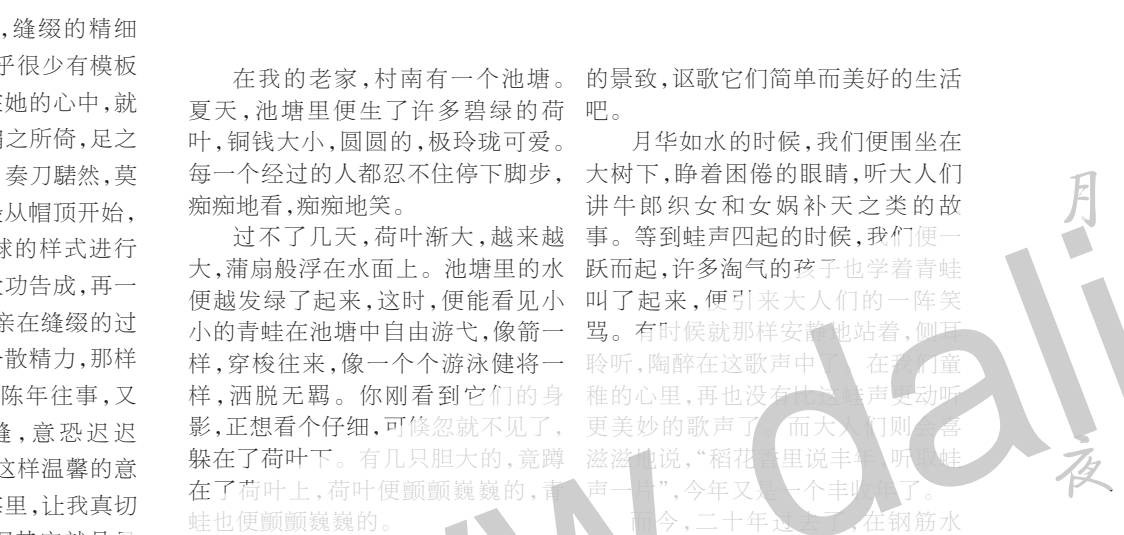 ,缝缀的精细
乎很少有模板
她的心中,就
之所倚,足之
奏刀騞然,莫
从帽顶开始,
球的样式进行
功告成,再一
亲在缝缀的过
散精力,那样
陈年往事,又
缝,意恐迟迟
这样温馨的意
里,让我真切
在我的老家,村南有一个池塘。
夏天,池塘里便生了许多碧绿的荷
叶,铜钱大小,圆圆的,极玲珑可爱。
每一个经过的人都忍不住停下脚步,
痴痴地看,痴痴地笑。
过不了几天,荷叶渐大,越来越
大,蒲扇般浮在水面上。池塘里的水
便越发绿了起来,这时,便能看见小
小的青蛙在池塘中自由游弋,像箭一
样,穿梭往来,像一个个游泳健将一
样,洒脱无羁。你刚看到它们的身
影,正想看个仔细,可倏忽就不见了,
躲在了荷叶下。有几只胆大的,竟蹲
在了荷叶上,荷叶便颤颤巍巍的,青
蛙也便颤颤巍巍的。
的景致,讴歌它们简单而美好的生活
吧。
月华如水的时候,我们便围坐在
大树下,睁着困倦的眼睛,听大人们
讲牛郎织女和女娲补天之类的故
事。等到蛙声四起的时候,我们便一
跃而起,许多淘气的孩子也学着青蛙
叫了起来,便引来大人们的一阵笑
骂。有时候就那样安静地站着,侧耳
聆听,陶醉在这歌声中了。在我们童
稚的心里,再也没有比这蛙声更动听
更美妙的歌声了。而大人们则会喜
滋滋地说,“稻花香里说丰年,听取蛙
声一片”,今年又是一个丰收年了。
而今,二十年过去了,在钢筋水
月
夜
w dali